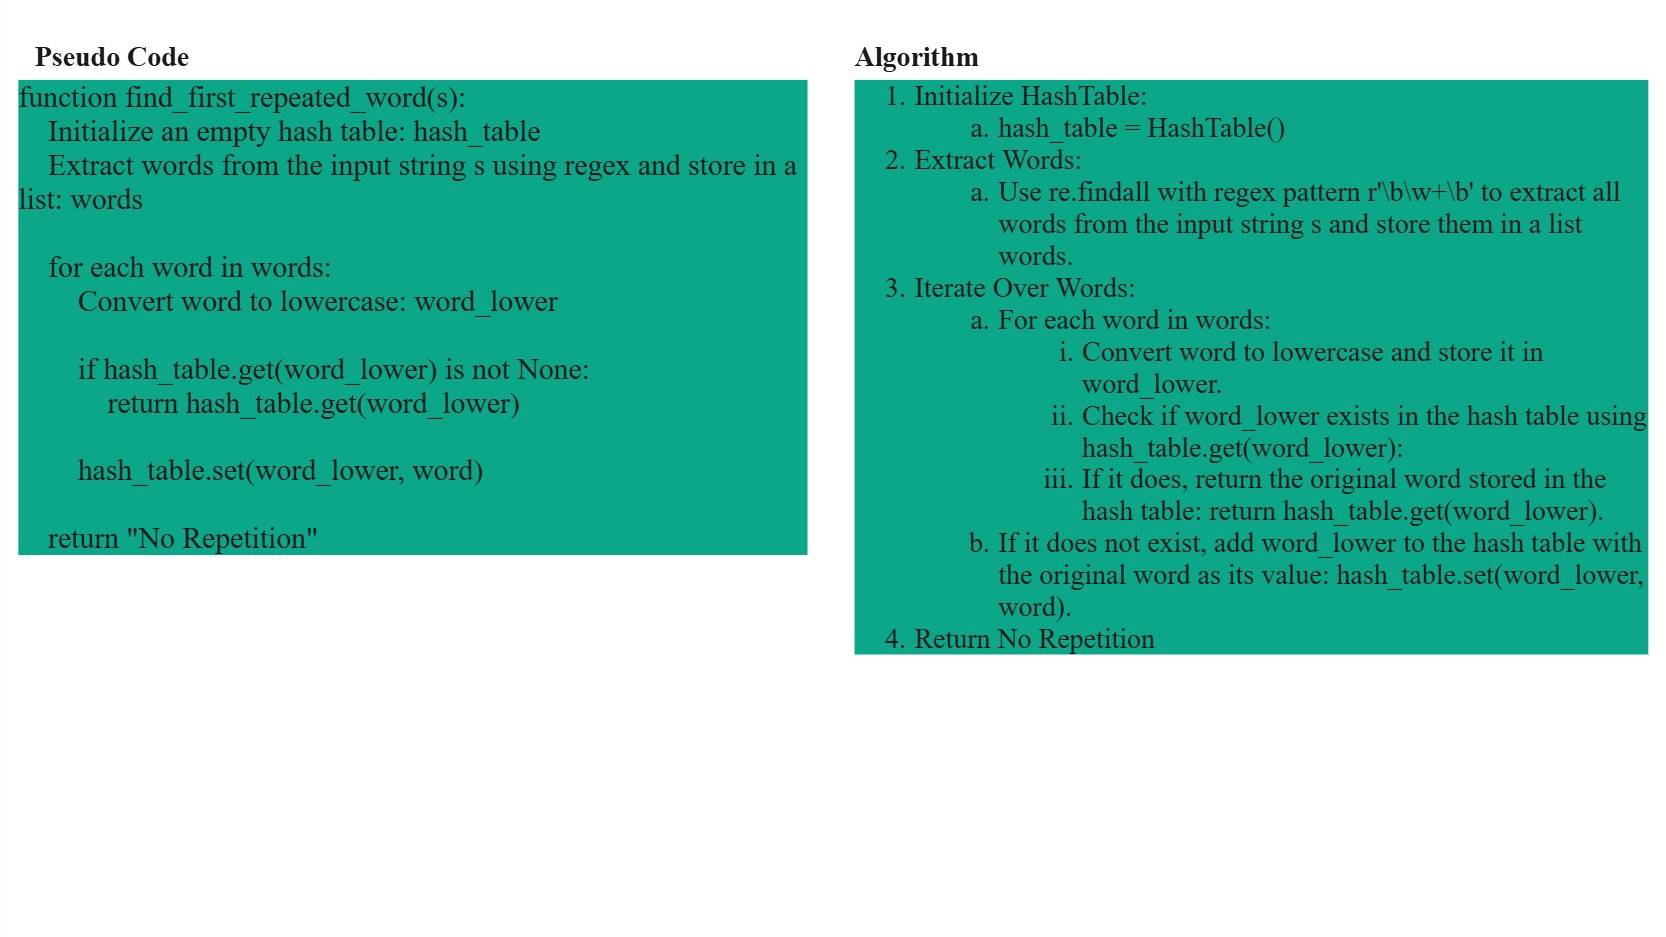 Pseudo Code
function find_first_repeated_word(s):
Initialize an empty hash table: hash_table
Extract words from the input string s using regex and store in a
list: words
for each word in words:
Convert word to lowercase: word_lower
if hash_table.get(word_lower) is not None:
return hash_table.get(word_lower)
hash_table.set(word_lower, word)
return "No Repetition"
Algorithm
1. Initialize HashTable:
a. hash_table = HashTable()
2. Extract Words:
a. Use re.findall with regex pattern r'\b\w+\b' to extract all
words from the input string s and store them in a list
words.
3. Iterate Over Words:
a. For each word in words:
i. Convert word to lowercase and store it in
word_lower.
ii. Check if word_lower exists in the hash table using
hash_table.get(word_lower):
iii. If it does, return the original word stored in the
hash table: return hash_table.get(word_lower).
b. If it does not exist, add word_lower to the hash table with
the original word as its value: hash_table.set(word_lower,
word).
4. Return No Repetition